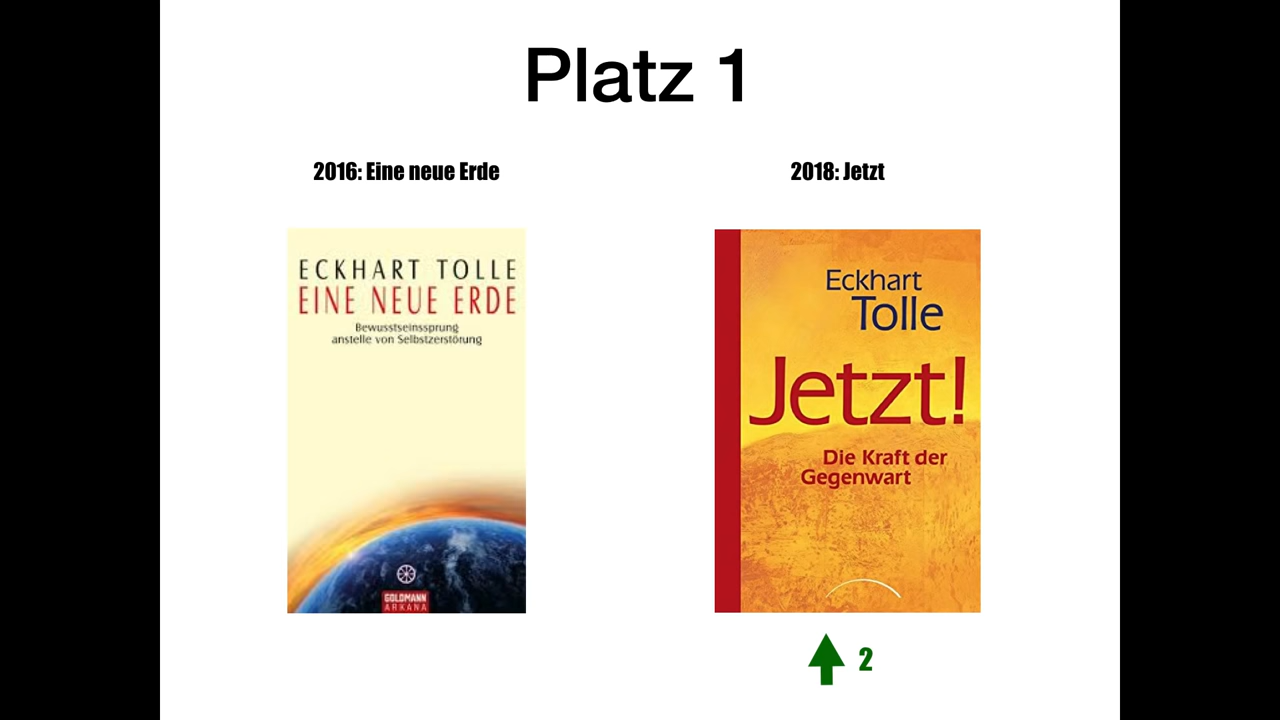 Platz 1
2016: Eine neue Erde
2018: Jetzt
ECKHART TOLLE
EINE NEUE ERDE
Bewusstseinssprung
anstelle von Selbstzerstörung
GOLDMANN
ARKANA
Eckhart
Tolle
Jetzt!
Die Kraft der
Gegenwart
2